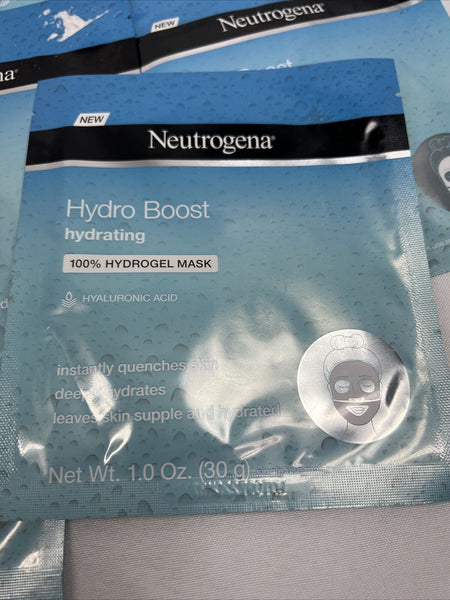 NEW
Neutrogena
NEW
Neutrogena®
Hydro Boost
hydrating
100% HYDROGEL MASK
HYALURONIC ACID
instantly quenches skin
deeply hydrates
leaves skin supple and hydrated
Net Wt. 1.0 Oz. (30 g)